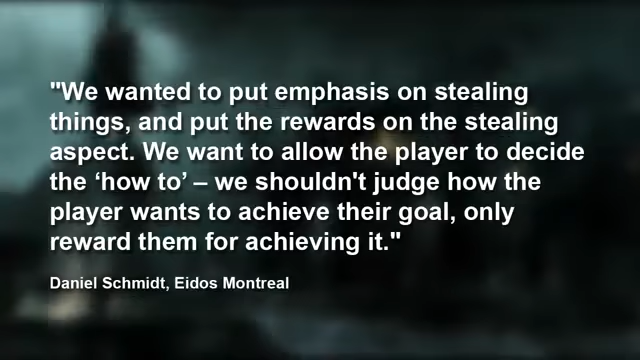 "We wanted to put emphasis on stealing
things, and put the rewards on the stealing
aspect. We want to allow the player to decide
the ‘how to’ – we shouldn't judge how the
player wants to achieve their goal, only
reward them for achieving it."
Daniel Schmidt, Eidos Montreal